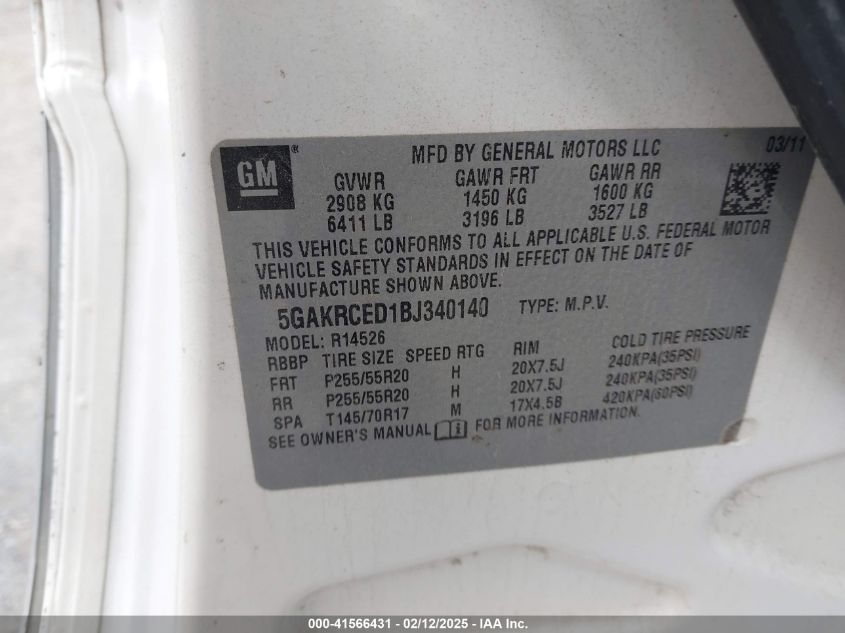 GM ®
MFD BY GENERAL MOTORS LLC 03/11
GVWR GAWR FRT GAWR RR
2908 KG 1450 KG 1600 KG
6411 LB 3196 LB 3527 LB
THIS VEHICLE CONFORMS TO ALL APPLICABLE U.S. FEDERAL MOTOR
VEHICLE SAFETY STANDARDS IN EFFECT ON THE DATE OF
MANUFACTURE SHOWN ABOVE.
5GAKRCED1BJ340140 TYPE: M.P.V.
MODEL: R14526
RBBP TIRE SIZE SPEED RTG RIM COLD TIRE PRESSURE
FRT P255/55R20 H 20X7.5J 240KPA(35PSI)
RR P255/55R20 H 20X7.5J 240KPA(35PSI)
SPA T145/70R17 M 17X4.5B 420KPA(60PSI)
SEE OWNER'S MANUAL FOR MORE INFORMATION.
000-41566431 - 02/12/2025 - IAA Inc.